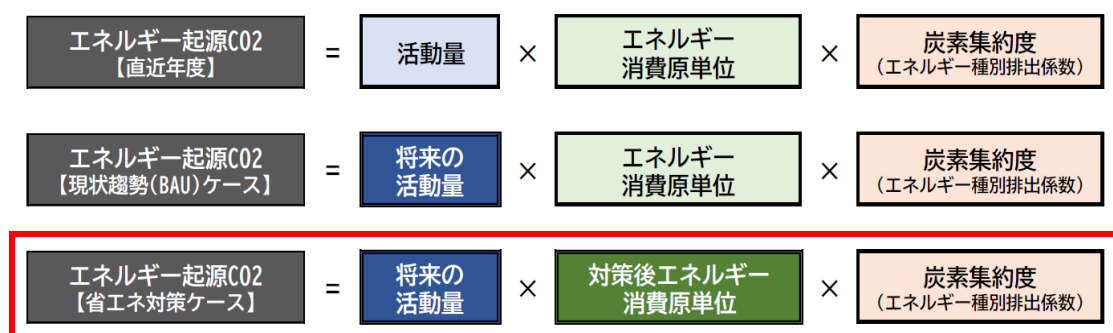 エネルギー起源CO2
【直近年度】
=
活動量
×
エネルギー
消費原単位
×
炭素集約度
(エネルギー種別排出係数)
エネルギー起源CO2
【現状趨勢(BAU)ケース】
=
将来の
活動量
×
エネルギー
消費原単位
×
炭素集約度
(エネルギー種別排出係数)
エネルギー起源CO2
【省エネ対策ケース】
=
将来の
活動量
×
対策後エネルギー
消費原単位
×
炭素集約度
(エネルギー種別排出係数)